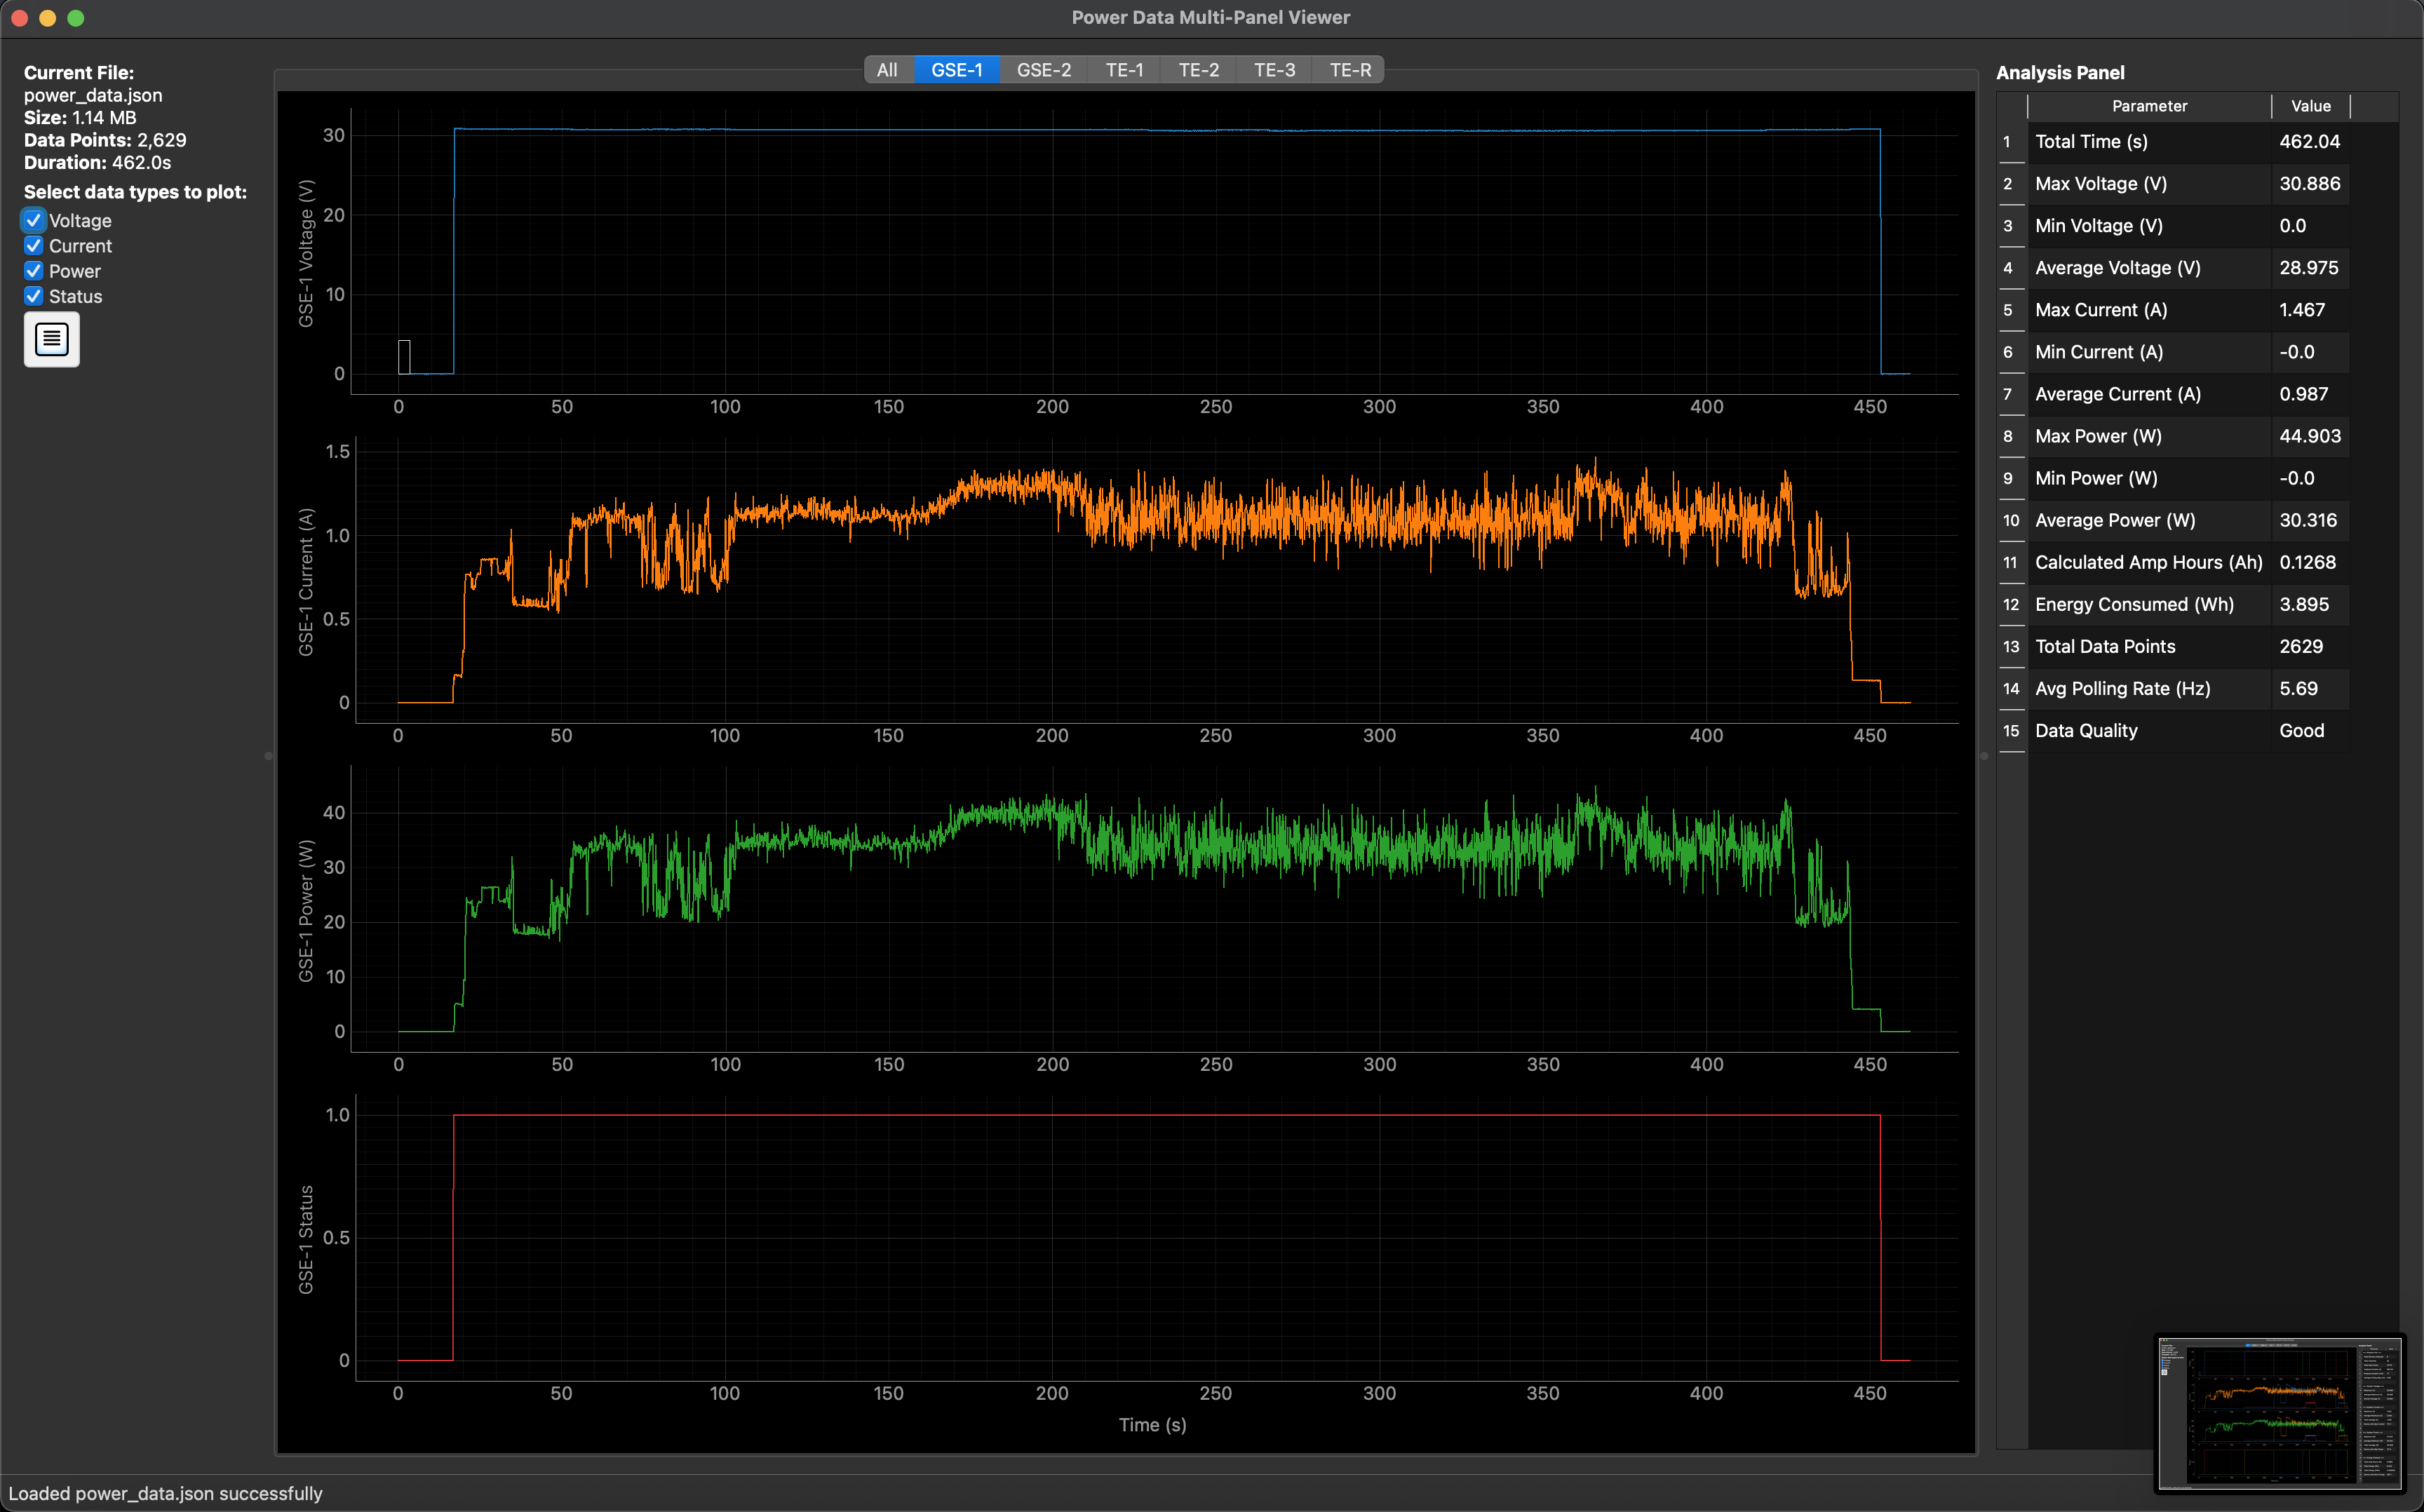 Power Data Multi-Panel Viewer
Current File:
power_data.json
Size: 1.14 MB
Data Points: 2,629
Duration: 462.0s
Select data types to plot:
Voltage
Current
Power
Status
All GSE-1 GSE-2 TE-1 TE-2 TE-3 TE-R
GSE-1 Voltage (V)
30
20
10
0
0 50 100 150 200 250 300 350 400 450
GSE-1 Current (A)
1.5
1.0
0.5
0
0 50 100 150 200 250 300 350 400 450
GSE-1 Power (W)
40
30
20
10
0
0 50 100 150 200 250 300 350 400 450
GSE-1 Status
1.0
0.5
0
0 50 100 150 200 250 300 350 400 450
Time (s)
Analysis Panel
Parameter Value
1 Total Time (s) 462.04
2 Max Voltage (V) 30.886
3 Min Voltage (V) 0.0
4 Average Voltage (V) 28.975
5 Max Current (A) 1.467
6 Min Current (A) -0.0
7 Average Current (A) 0.987
8 Max Power (W) 44.903
9 Min Power (W) -0.0
10 Average Power (W) 30.316
11 Calculated Amp Hours (Ah) 0.1268
12 Energy Consumed (Wh) 3.895
13 Total Data Points 2629
14 Avg Polling Rate (Hz) 5.69
15 Data Quality Good
Loaded power_data.json successfully